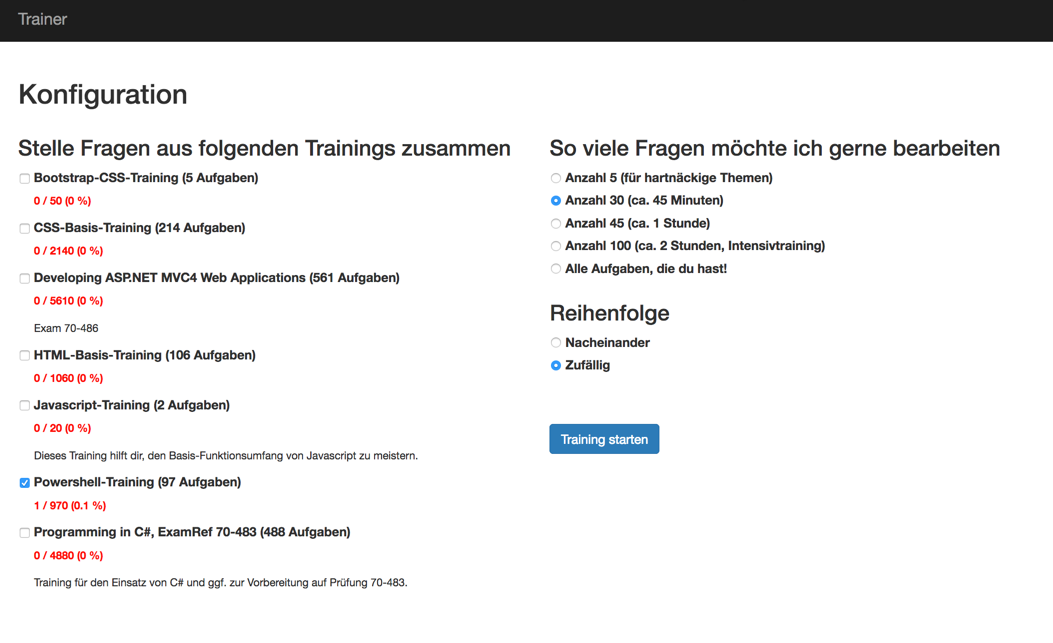 Trainer
Konfiguration
Stelle Fragen aus folgenden Trainings zusammen
Bootstrap-CSS-Training (5 Aufgaben)
0 / 50 (0 %)
CSS-Basis-Training (214 Aufgaben)
0 / 2140 (0 %)
Developing ASP.NET MVC4 Web Applications (561 Aufgaben)
0 / 5610 (0 %)
Exam 70-486
HTML-Basis-Training (106 Aufgaben)
0 / 1060 (0 %)
Javascript-Training (2 Aufgaben)
0 / 20 (0 %)
Dieses Training hilft dir, den Basis-Funktionsumfang von Javascript zu meistern.
Powershell-Training (97 Aufgaben)
1 / 970 (0.1 %)
Programming in C#, ExamRef 70-483 (488 Aufgaben)
0 / 4880 (0 %)
Training für den Einsatz von C# und ggf. zur Vorbereitung auf Prüfung 70-483.
So viele Fragen möchte ich gerne bearbeiten
Anzahl 5 (für hartnäckige Themen)
Anzahl 30 (ca. 45 Minuten)
Anzahl 45 (ca. 1 Stunde)
Anzahl 100 (ca. 2 Stunden, Intensivtraining)
Alle Aufgaben, die du hast!
Reihenfolge
Nacheinander
Zufällig
Training starten